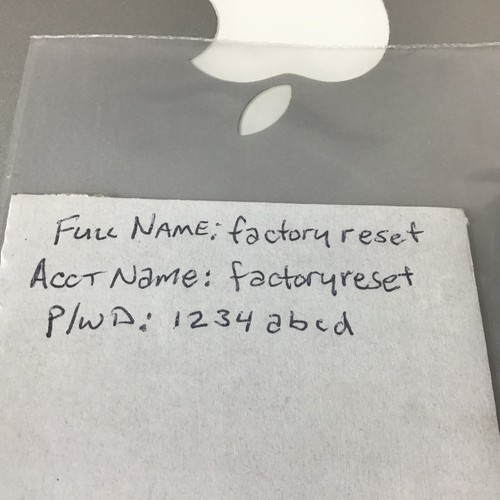 Full Name: factory reset
Acct Name: factoryreset
P/WD: 1234abcd